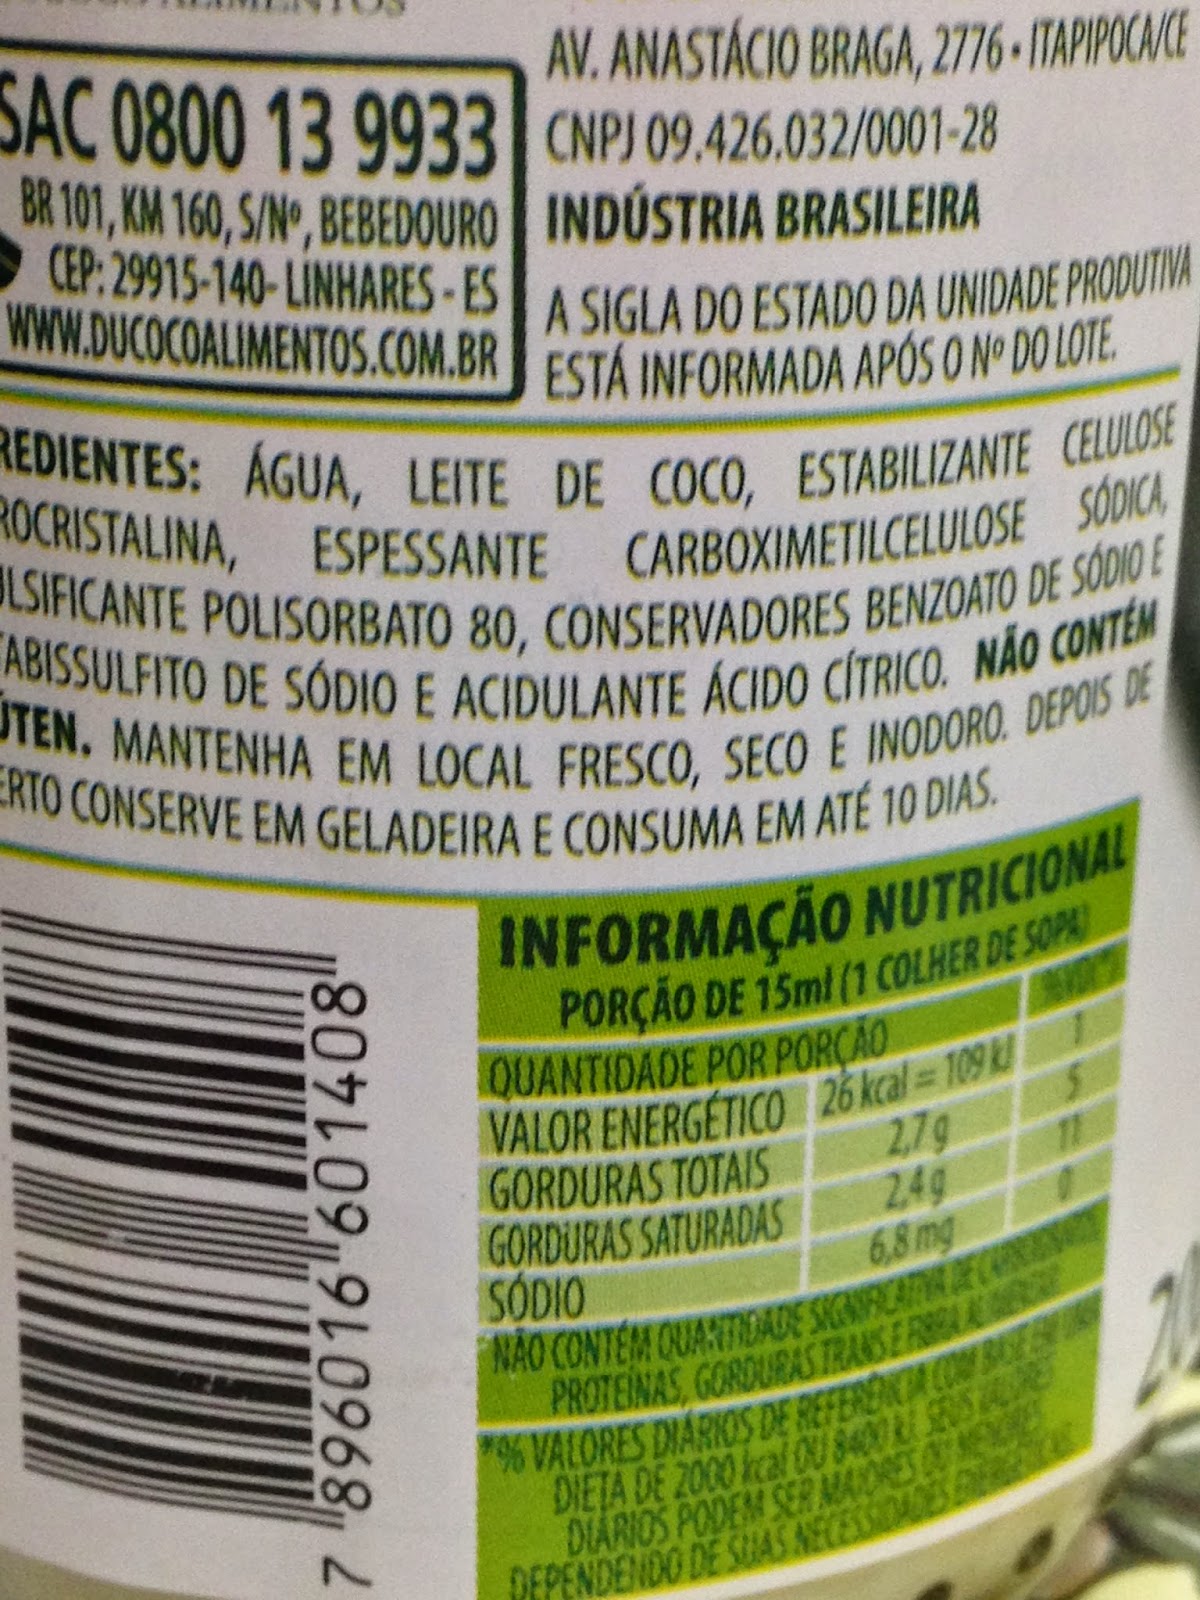 SAC 0800 13 9933
BR 101, KM 160, S/Nº, BEBEDOURO
CEP: 29915-140- LINHARES - ES
WWW.DUCOCOALIMENTOS.COM.BR
AV. ANASTÁCIO BRAGA, 2776 - ITAPIPOCA/CE
CNPJ 09.426.032/0001-28
INDÚSTRIA BRASILEIRA
A SIGLA DO ESTADO DA UNIDADE PRODUTIVA
ESTÁ INFORMADA APÓS O Nº DO LOTE.
REDIENTES: ÁGUA, LEITE DE COCO, ESTABILIZANTE CELULOSE
ROCRISTALINA, ESPESSANTE CARBOXIMETILCELULOSE SÓDICA,
ULSIFICANTE POLISORBATO 80, CONSERVADORES BENZOATO DE SÓDIO E
TABISSULFITO DE SÓDIO E ACIDULANTE ÁCIDO CÍTRICO. NÃO CONTÉM
ÚTEN. MANTENHA EM LOCAL FRESCO, SECO E INODORO. DEPOIS DE
ERTO CONSERVE EM GELADEIRA E CONSUMA EM ATÉ 10 DIAS.
7 896016 601408
INFORMAÇÃO NUTRICIONAL
PORÇÃO DE 15ml (1 COLHER DE SOPA)
QUANTIDADE POR PORÇÃO %VD(*)
VALOR ENERGÉTICO 26 kcal = 109 kJ 1
GORDURAS TOTAIS 2,7 g 5
GORDURAS SATURADAS 2,4 g 11
SÓDIO 6,8 mg 0
NÃO CONTÉM QUANTIDADE SIGNIFICATIVA DE CARBOIDRATOS,
PROTEÍNAS, GORDURAS TRANS E FIBRA ALIMENTAR
*% VALORES DIÁRIOS DE REFERÊNCIA COM BASE EM UMA
DIETA DE 2000 kcal OU 8400 kJ. SEUS VALORES
DIÁRIOS PODEM SER MAIORES OU MENORES
DEPENDENDO DE SUAS NECESSIDADES ENERGÉTICAS